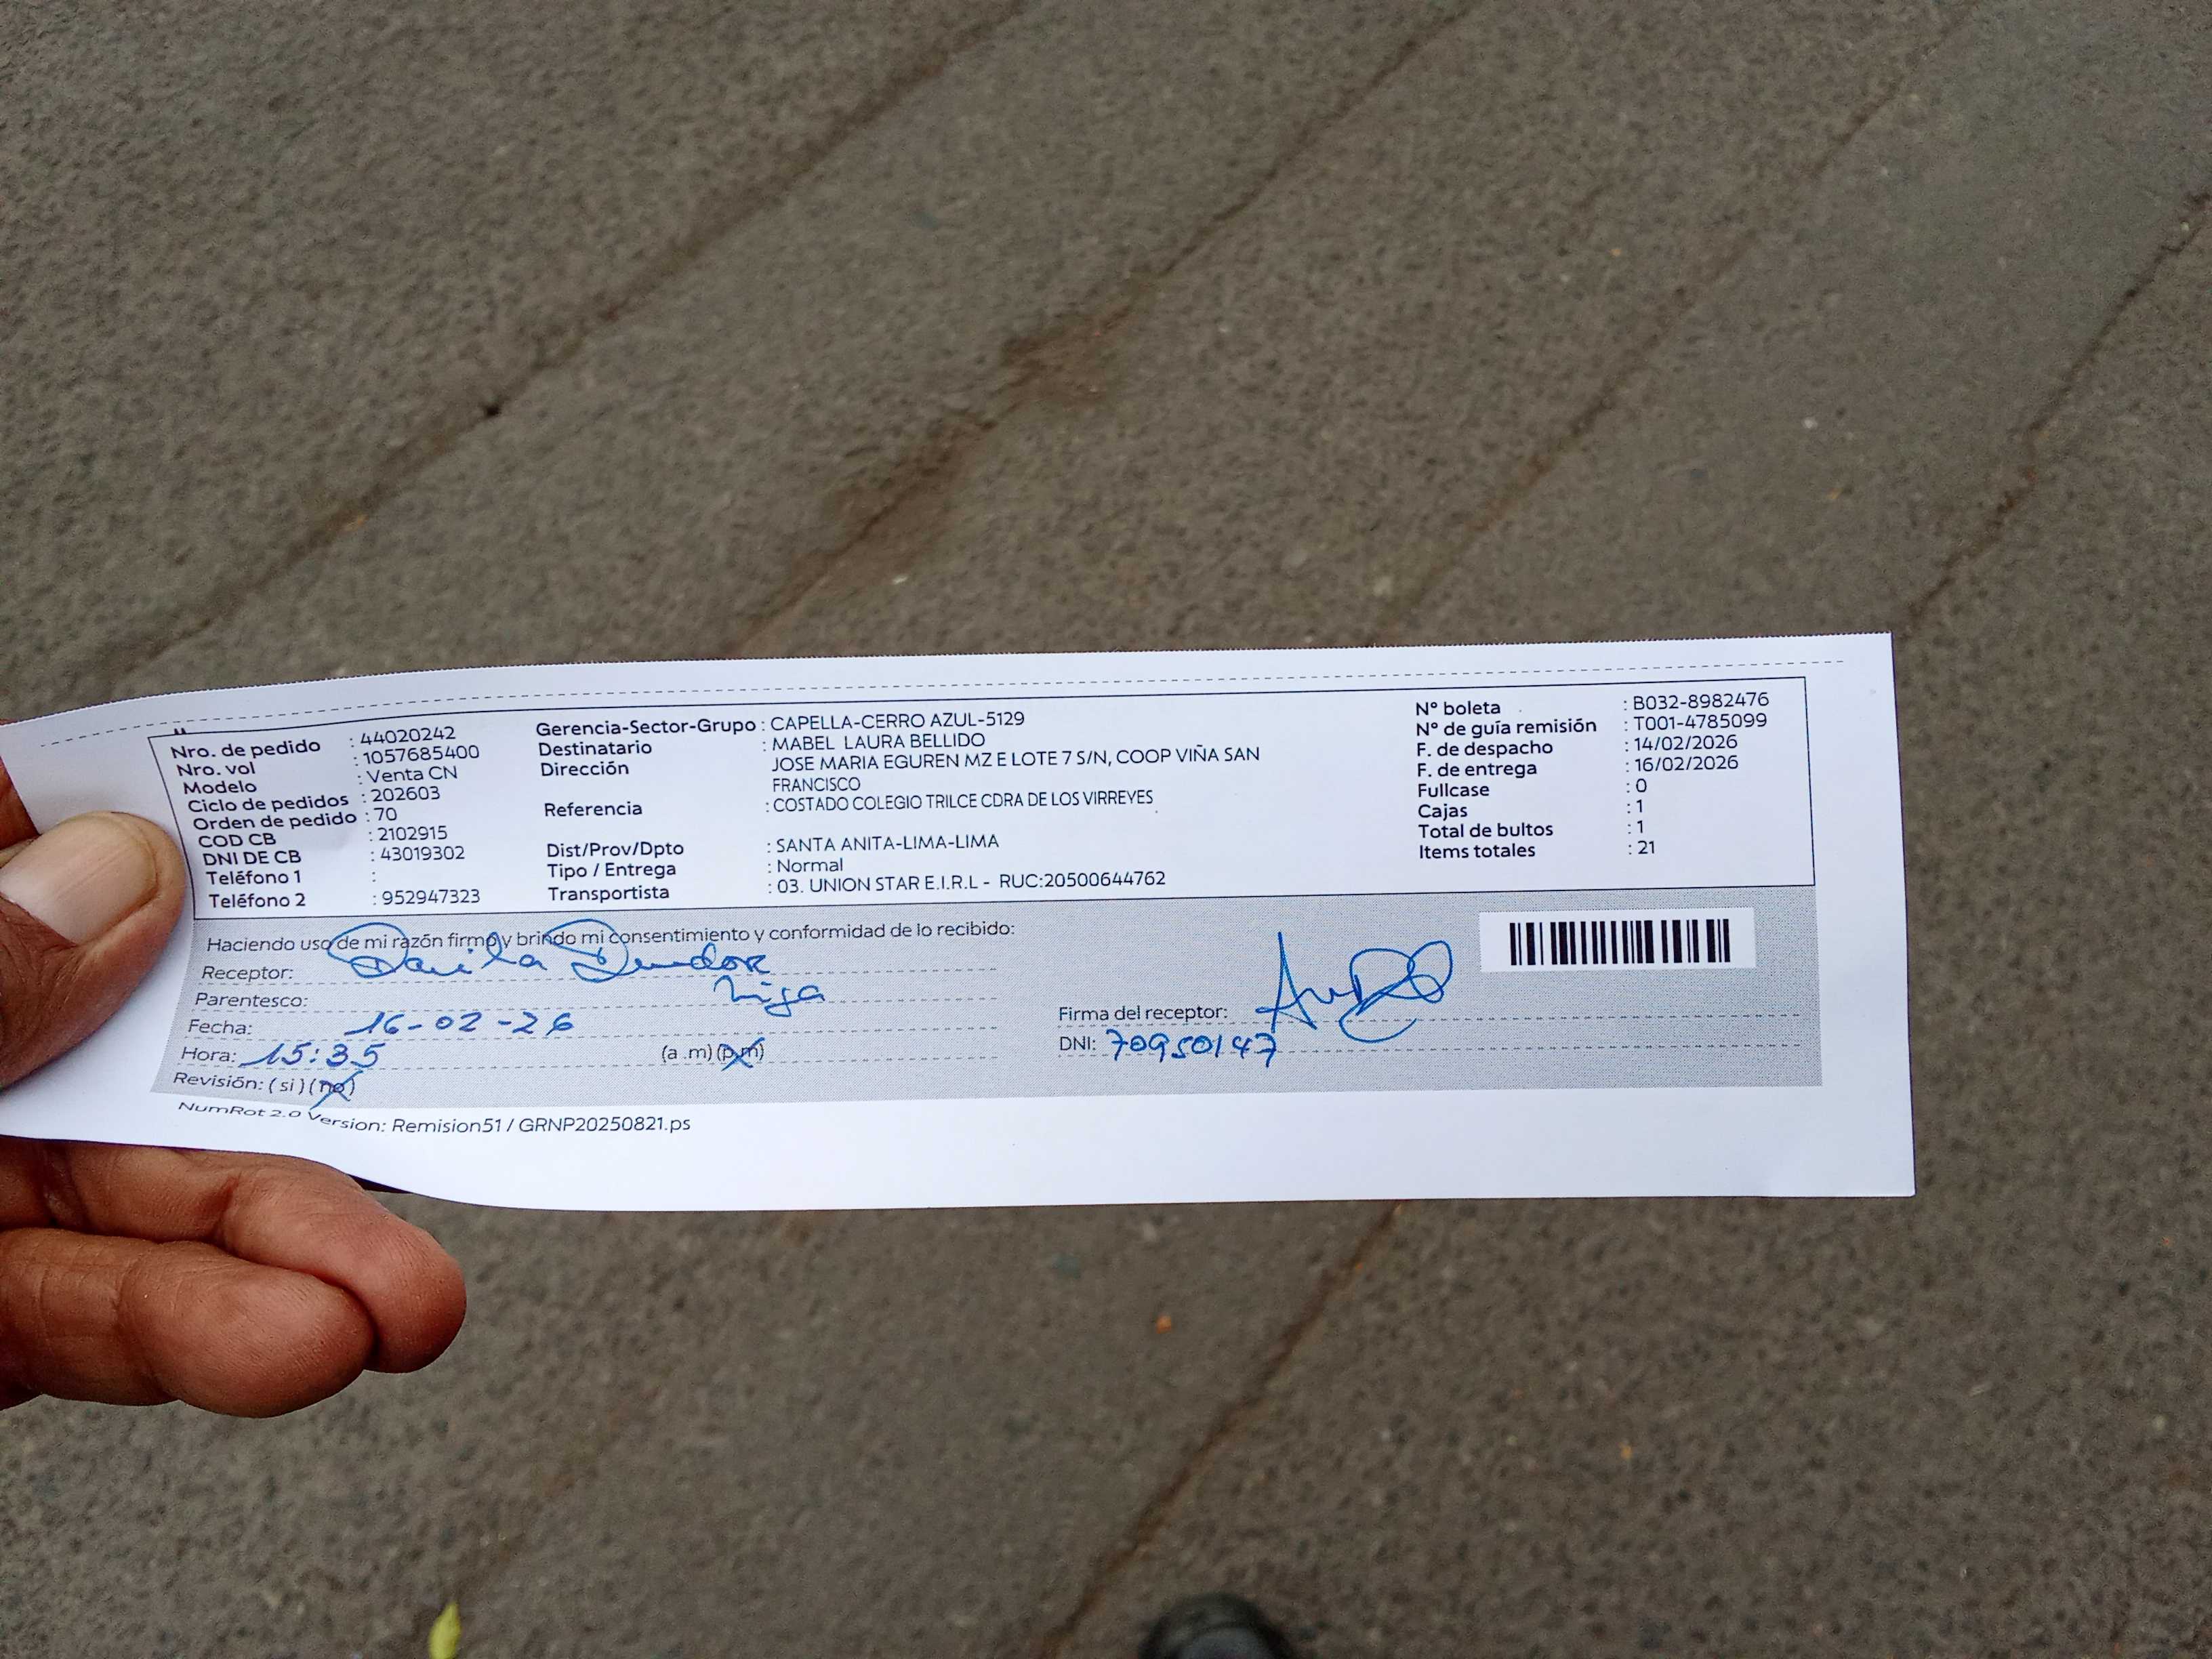 Nro. de pedido : 44020242
Nro. vol : 1057685400
Modelo : Venta CN
Ciclo de pedidos : 202603
Orden de pedido : 70
COD CB : 2102915
DNI DE CB : 43019302
Teléfono 1 :
Teléfono 2 : 952947323
Gerencia-Sector-Grupo : CAPELLA-CERRO AZUL-5129
Destinatario : MABEL LAURA BELLIDO
Dirección JOSE MARIA EGUREN MZ E LOTE 7 S/N, COOP VIÑA SAN
FRANCISCO
Referencia : COSTADO COLEGIO TRILCE CDRA DE LOS VIRREYES
Dist/Prov/Dpto : SANTA ANITA-LIMA-LIMA
Tipo / Entrega : Normal
Transportista : 03. UNION STAR E.I.R.L - RUC:20500644762
Nº boleta : B032-8982476
Nº de guía remisión : T001-4785099
F. de despacho : 14/02/2026
F. de entrega : 16/02/2026
Fullcase : 0
Cajas : 1
Total de bultos : 1
Items totales : 21
Haciendo uso de mi razón firmo y brindo mi consentimiento y conformidad de lo recibido:
Receptor:
Parentesco: hija
Fecha: 16-02-26
Hora: 15:35 (a .m) (p.m)
Revisión: ( si ) ( no )
Firma del receptor:
DNI: 70950147
NumRot 2.0 Version: Remision51 / GRNP20250821.ps